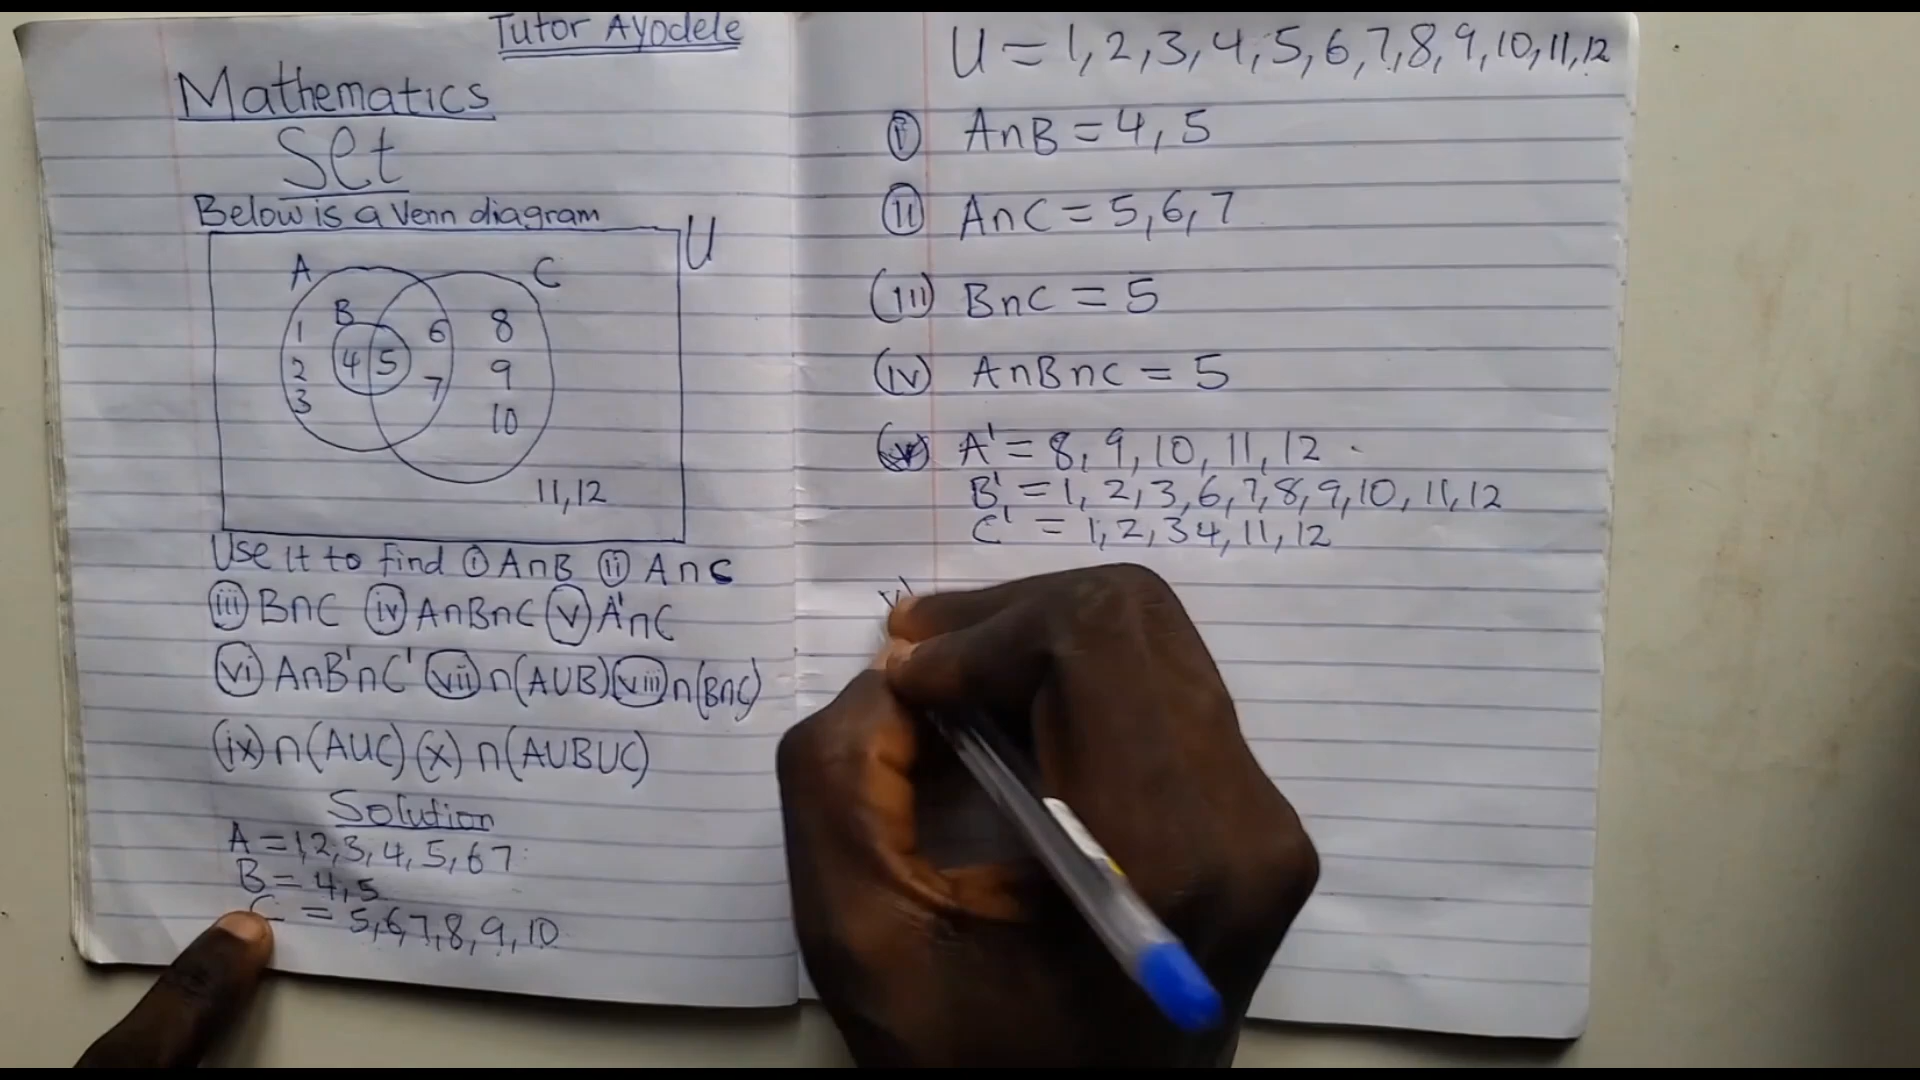 Tutor Ayodele
Mathematics
Set
Below is a Venn diagram
U
A
C
B
1
6
8
4
5
2
7
9
3
10
11,12
Use it to find (i) A∩B (ii) A∩C
(iii) B∩C (iv) A∩B∩C (v) A'∩C
(vi) A∩B'∩C' (vii) n(AUB) (viii) n(B∩C)
(ix) n(AUC) (x) n(AUBUC)
Solution
A = 1,2,3,4,5,6 7
B = 4,5
C = 5,6,7,8,9,10
U = 1,2,3,4,5,6,7,8,9,10,11,12
(i) A∩B = 4,5
(ii) A∩C = 5,6,7
(iii) B∩C = 5
(iv) A∩B∩C = 5
(v) A' = 8,9,10,11,12
B' = 1,2,3,6,7,8,9,10,11,12
C' = 1,2,3 4,11,12